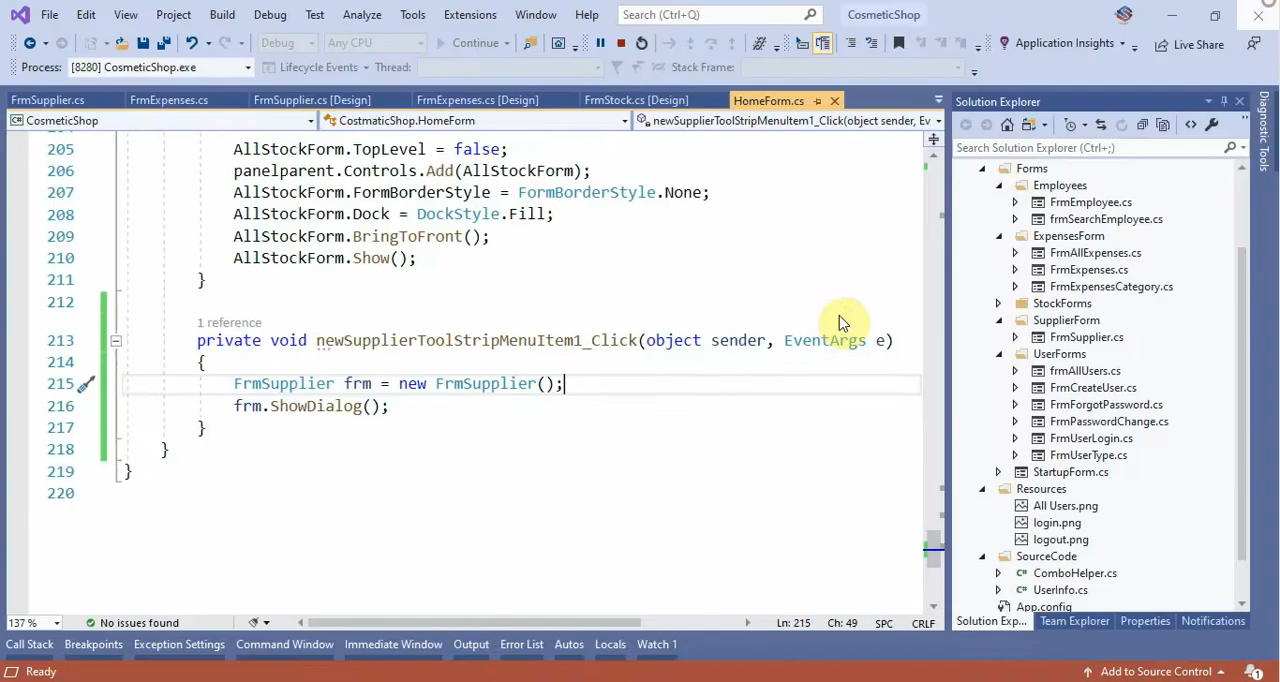 File Edit View Project Build Debug Test Analyze Tools Extensions Window Help Search (Ctrl+Q) CosmeticShop
Debug Any CPU Continue Application Insights Live Share
Process: [8280] CosmeticShop.exe Lifecycle Events Thread: Stack Frame:
FrmSupplier.cs FrmExpenses.cs FrmSupplier.cs [Design] FrmExpenses.cs [Design] FrmStock.cs [Design] HomeForm.cs
CosmeticShop CostmaticShop.HomeForm newSupplierToolStripMenuItem1_Click(object sender, Ev
205 AllStockForm.TopLevel = false;
206 panelparent.Controls.Add(AllStockForm);
207 AllStockForm.FormBorderStyle = FormBorderStyle.None;
208 AllStockForm.Dock = DockStyle.Fill;
209 AllStockForm.BringToFront();
210 AllStockForm.Show();
211 }
212
1 reference
213 private void newSupplierToolStripMenuItem1_Click(object sender, EventArgs e)
214 {
215 FrmSupplier frm = new FrmSupplier();
216 frm.ShowDialog();
217 }
218 }
219 }
220
137 % No issues found Ln: 215 Ch: 49 SPC CRLF
Solution Explorer
Search Solution Explorer (Ctrl+;)
Forms
Employees
FrmEmployee.cs
frmSearchEmployee.cs
ExpensesForm
FrmAllExpenses.cs
FrmExpenses.cs
FrmExpensesCategory.cs
StockForms
SupplierForm
FrmSupplier.cs
UserForms
frmAllUsers.cs
FrmCreateUser.cs
FrmForgotPassword.cs
FrmPasswordChange.cs
FrmUserLogin.cs
FrmUserType.cs
StartupForm.cs
Resources
All Users.png
login.png
logout.png
SourceCode
ComboHelper.cs
UserInfo.cs
App.config
Solution Exp... Team Explorer Properties Notifications
Diagnostic Tools
Call Stack Breakpoints Exception Settings Command Window Immediate Window Output Error List Autos Locals Watch 1
Ready Add to Source Control 1